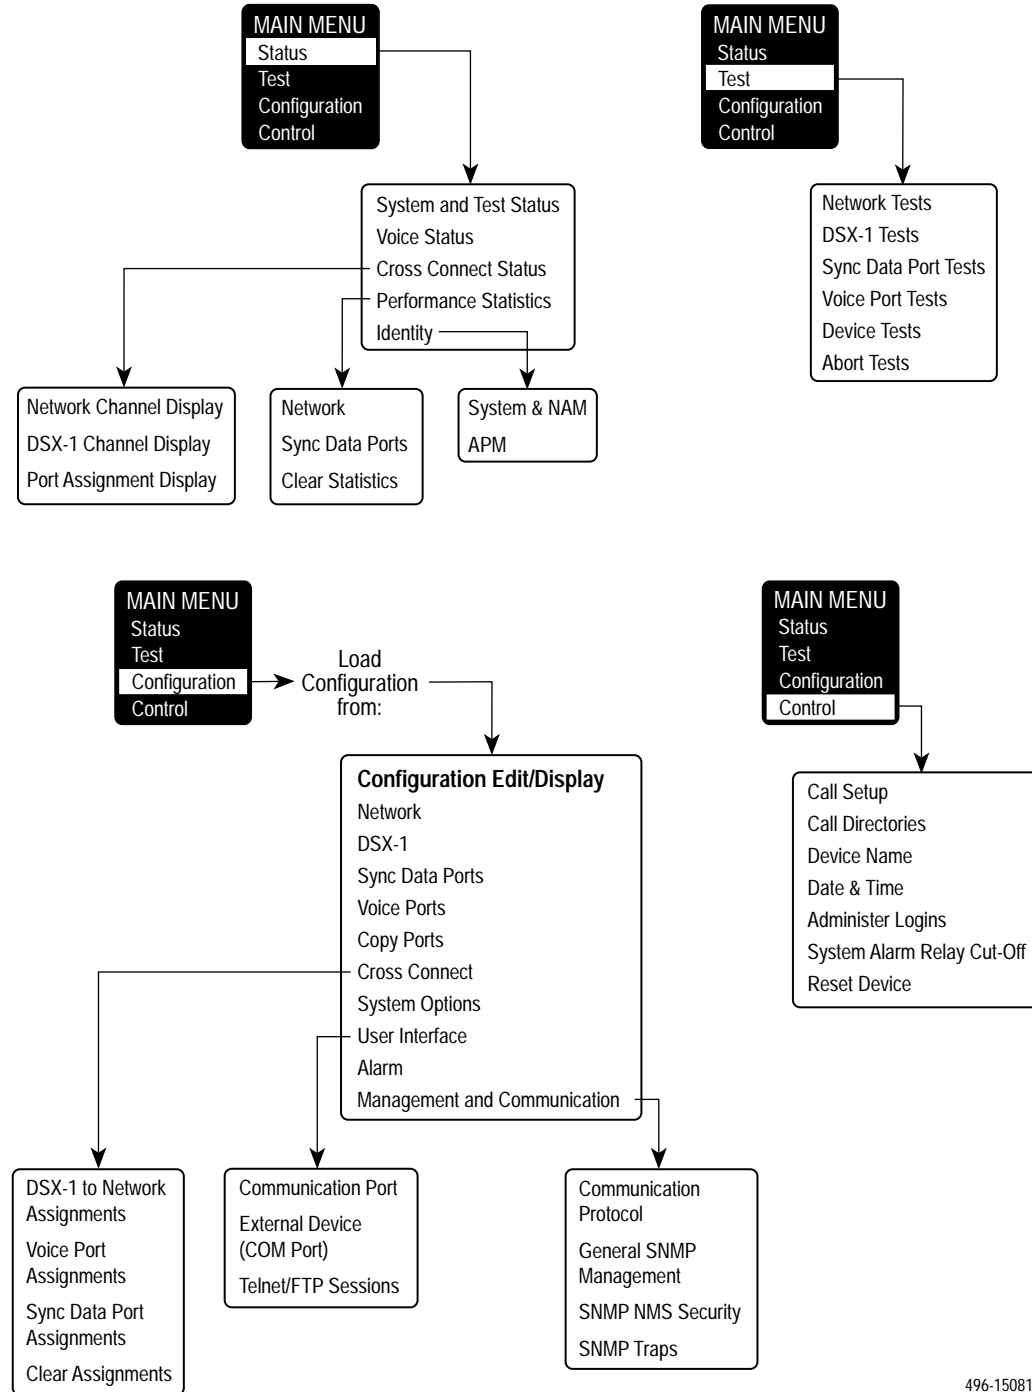 MAIN MENU
Status
Test
Configuration
Control
System and Test Status
Voice Status
Cross Connect Status
Performance Statistics
Identity
Network Channel Display
DSX-1 Channel Display
Port Assignment Display
Network
Sync Data Ports
Clear Statistics
System & NAM
APM
MAIN MENU
Status
Test
Configuration
Control
Network Tests
DSX-1 Tests
Sync Data Port Tests
Voice Port Tests
Device Tests
Abort Tests
MAIN MENU
Status
Test
Configuration
Control
Load
Configuration
from:
Configuration Edit/Display
Network
DSX-1
Sync Data Ports
Voice Ports
Copy Ports
Cross Connect
System Options
User Interface
Alarm
Management and Communication
DSX-1 to Network
Assignments
Voice Port
Assignments
Sync Data Port
Assignments
Clear Assignments
Communication Port
External Device
(COM Port)
Telnet/FTP Sessions
Communication
Protocol
General SNMP
Management
SNMP NMS Security
SNMP Traps
MAIN MENU
Status
Test
Configuration
Control
Call Setup
Call Directories
Device Name
Date & Time
Administer Logins
System Alarm Relay Cut-Off
Reset Device
496-15081